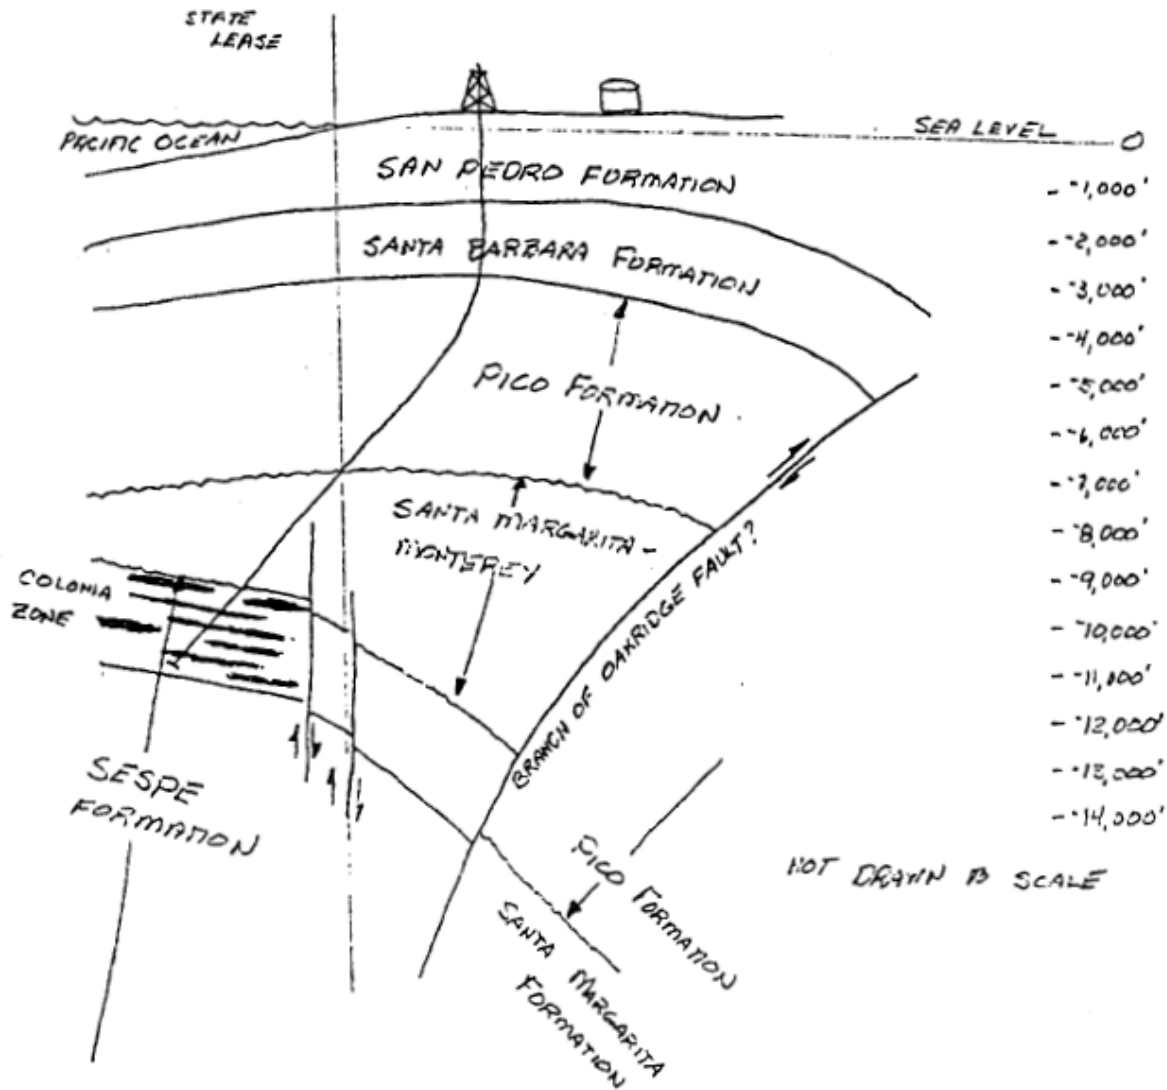 STATE
LEASE
PACIFIC OCEAN
SEA LEVEL
0
SAN PEDRO FORMATION
SANTA BARBARA FORMATION
PICO FORMATION
SANTA MARGARITA -
MONTEREY
COLONIA
ZONE
BRANCH OF OAKRIDGE FAULT?
SESPE
FORMATION
PICO FORMATION
SANTA MARGARITA
FORMATION
- -1,000'
- -2,000'
- -3,000'
- -4,000'
- -5,000'
- -6,000'
- -7,000'
- -8,000'
- -9,000'
- -10,000'
- -11,000'
- -12,000'
- -13,000'
- -14,000'
NOT DRAWN TO SCALE